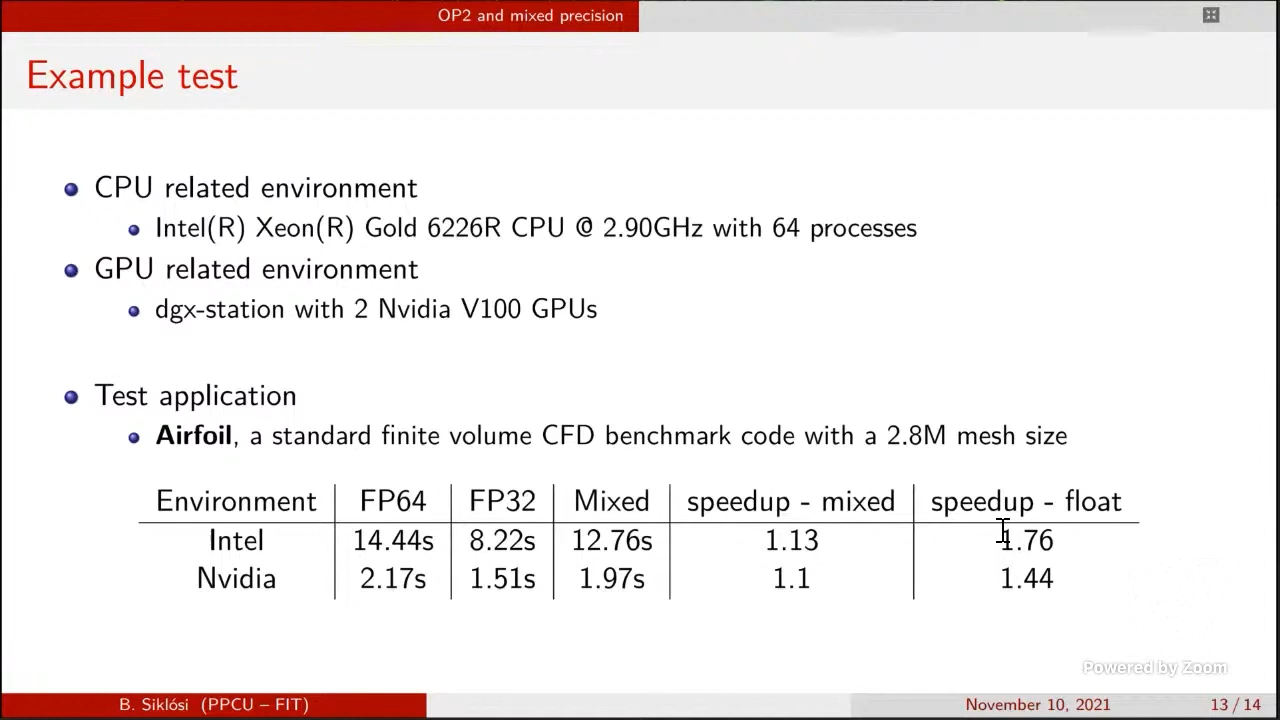 OP2 and mixed precision
Example test
CPU related environment
Intel(R) Xeon(R) Gold 6226R CPU @ 2.90GHz with 64 processes
GPU related environment
dgx-station with 2 Nvidia V100 GPUs
Test application
Airfoil, a standard finite volume CFD benchmark code with a 2.8M mesh size
Environment FP64 FP32 Mixed speedup - mixed speedup - float
Intel 14.44s 8.22s 12.76s 1.13 1.76
Nvidia 2.17s 1.51s 1.97s 1.1 1.44
Powered by Zoom
B. Siklósi (PPCU – FIT) November 10, 2021 13 / 14